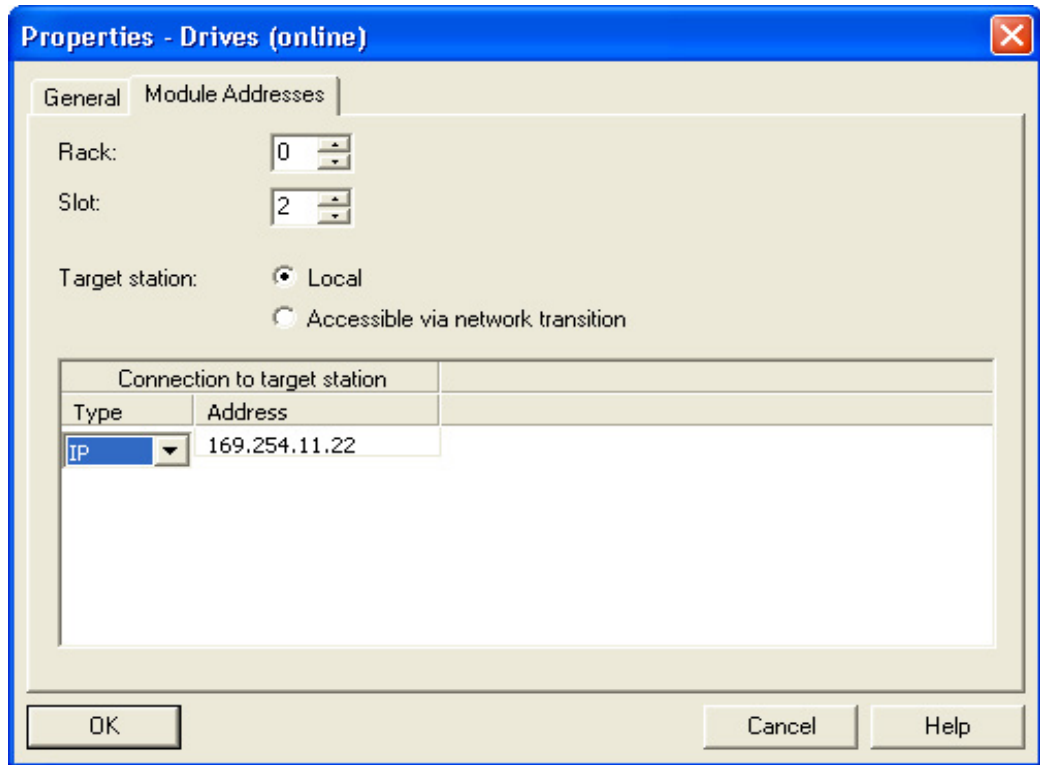 Properties - Drives (online)
General Module Addresses
Rack: 0
Slot: 2
Target station: Local
Accessible via network transition
Connection to target station
Type Address
IP 169.254.11.22
OK Cancel Help